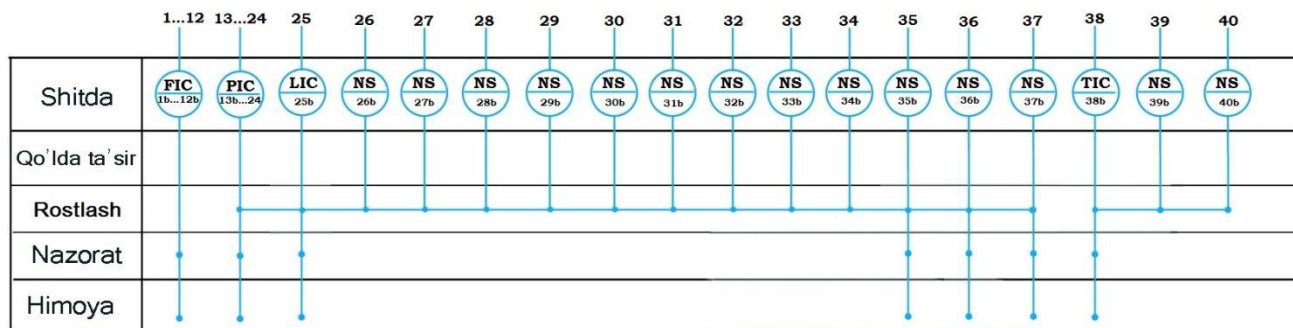 1...12 13...24 25 26 27 28 29 30 31 32 33 34 35 36 37 38 39 40
Shitda FIC PIC LIC NS NS NS NS NS NS NS NS NS NS NS NS TIC NS NS
1b...12b 13b...24 25b 26b 27b 28b 29b 30b 31b 32b 33b 34b 35b 36b 37b 38b 39b 40b
Qo'lda ta'sir
Rostlash
Nazorat
Himoya